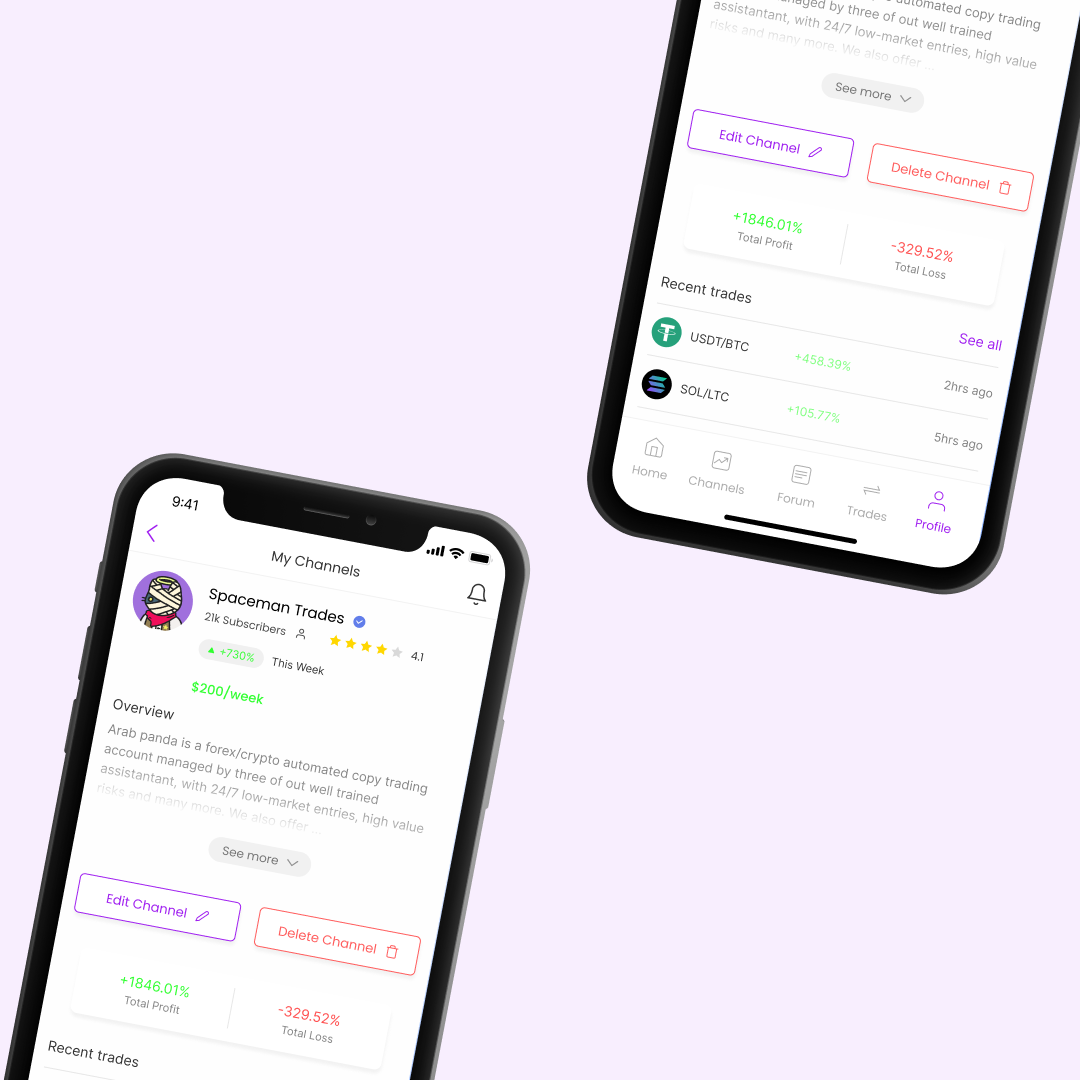 automated copy trading
managed by three of out well trained
assistantant, with 24/7 low-market entries, high value
risks and many more. We also offer ...
See more
Edit Channel
Delete Channel
+1846.01%
Total Profit
-329.52%
Total Loss
Recent trades
See all
USDT/BTC
+458.39%
2hrs ago
SOL/LTC
+105.77%
5hrs ago
Home
Channels
Forum
Trades
Profile
9:41
My Channels
Spaceman Trades
21k Subscribers
4.1
+730%
This Week
$200/week
Overview
Arab panda is a forex/crypto automated copy trading
account managed by three of out well trained
assistantant, with 24/7 low-market entries, high value
risks and many more. We also offer ...
See more
Edit Channel
Delete Channel
+1846.01%
Total Profit
-329.52%
Total Loss
Recent trades